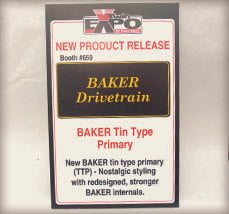 EXPO
NEW PRODUCT RELEASE
Booth #659
BAKER
Drivetrain
BAKER Tin Type
Primary
New BAKER tin type primary
(TTP) - Nostalgic styling
with redesigned, stronger
BAKER internals.